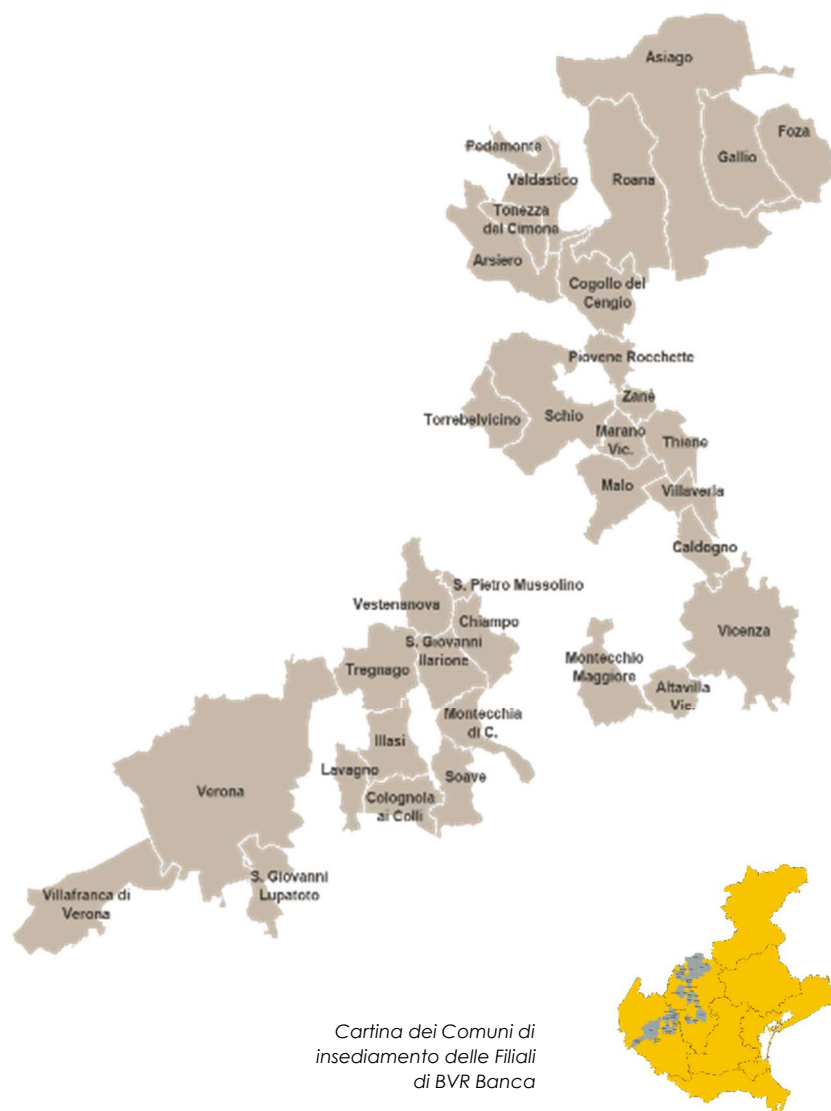 Asiago
Foza
Gallio
Pedemonte
Valdastico
Roana
Tonezza
del Cimona
Arsiero
Cogollo del
Cengio
Piovene Rocchette
Zanè
Torrebelvicino
Schio
Marano
Vic.
Thiene
Malo
Villaverla
Caldogno
S. Pietro Mussolino
Vestenanova
Chiampo
Vicenza
S. Giovanni
Ilarione
Tregnago
Montecchio
Maggiore
Altavilla
Vic.
Montecchia
di C.
Illasi
Lavagno
Soave
Verona
Colognola
ai Colli
S. Giovanni
Lupatoto
Villafranca di
Verona
Cartina dei Comuni di
insediamento delle Filiali
di BVR Banca